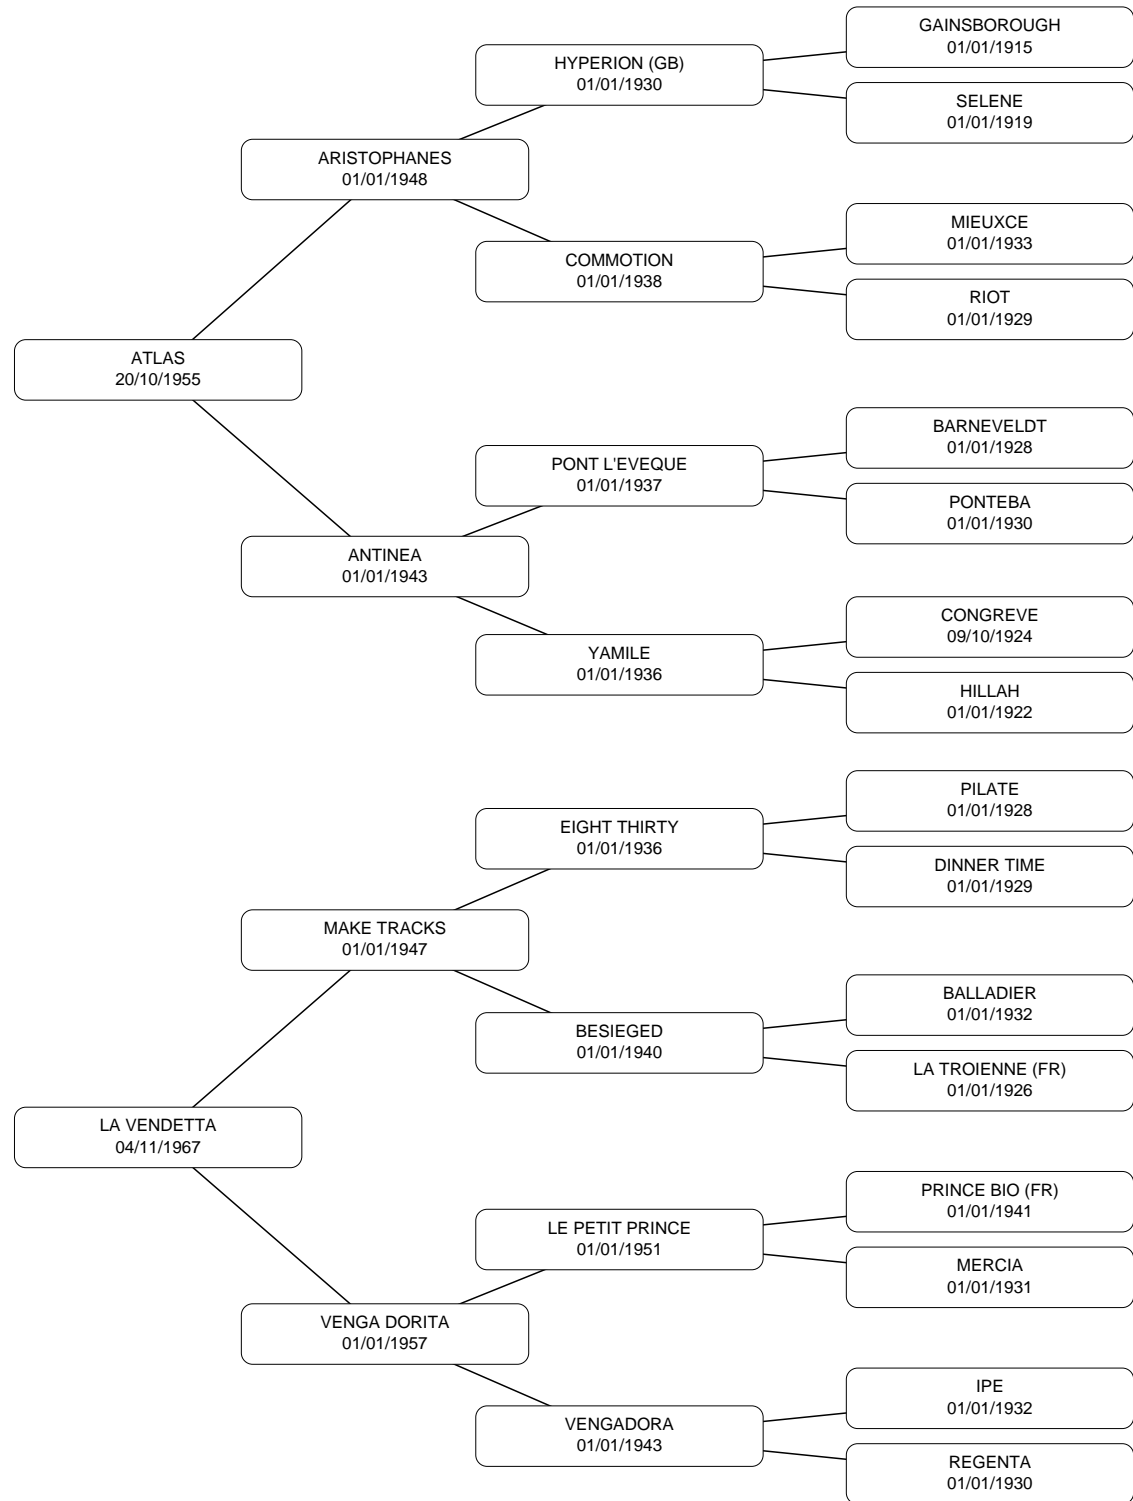 GAINSBOROUGH
01/01/1915
HYPERION (GB)
01/01/1930
SELENE
01/01/1919
ARISTOPHANES
01/01/1948
MIEUXCE
01/01/1933
COMMOTION
01/01/1938
RIOT
01/01/1929
ATLAS
20/10/1955
BARNEVELDT
01/01/1928
PONT L'EVEQUE
01/01/1937
PONTEBA
01/01/1930
ANTINEA
01/01/1943
CONGREVE
09/10/1924
YAMILE
01/01/1936
HILLAH
01/01/1922
PILATE
01/01/1928
EIGHT THIRTY
01/01/1936
DINNER TIME
01/01/1929
MAKE TRACKS
01/01/1947
BALLADIER
01/01/1932
BESIEGED
01/01/1940
LA TROIENNE (FR)
01/01/1926
LA VENDETTA
04/11/1967
PRINCE BIO (FR)
01/01/1941
LE PETIT PRINCE
01/01/1951
MERCIA
01/01/1931
VENGA DORITA
01/01/1957
IPE
01/01/1932
VENGADORA
01/01/1943
REGENTA
01/01/1930